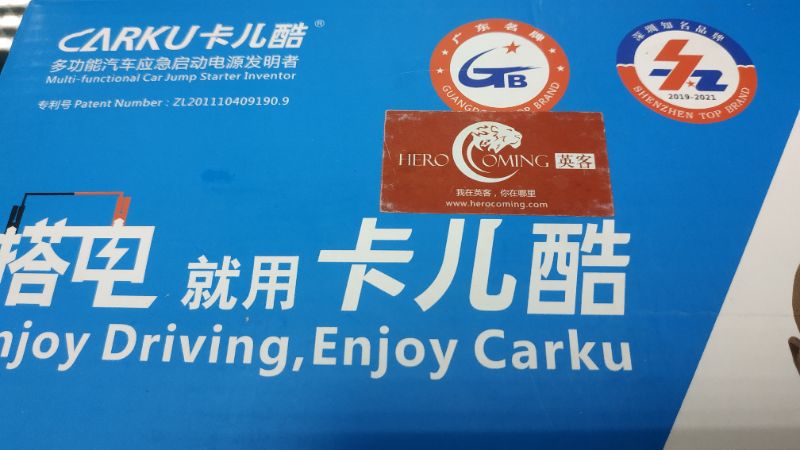 CARKU卡儿酷®
多功能汽车应急启动电源发明者
Multi-functional Car Jump Starter Inventor
专利号 Patent Number : ZL201110409190.9
广东名牌
GTB
TOP BRAND
深圳知名品牌
2019-2021
SHENZHEN TOP BRAND
HERO COMING 英客
我在英客，你在哪里
www.herocoming.com
搭电 就用 卡儿酷
njoy Driving,Enjoy Carku